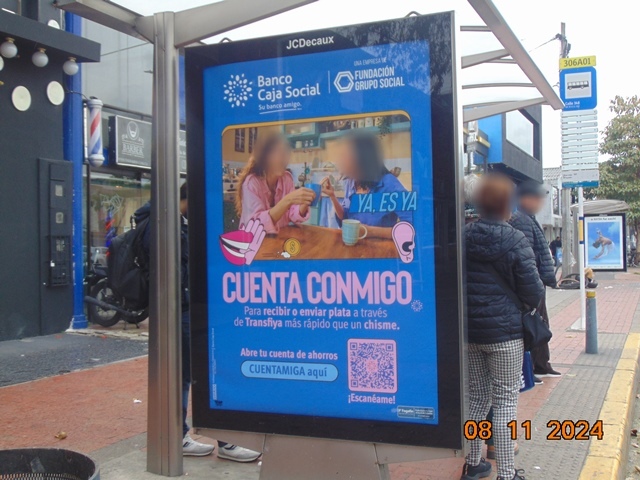 JCDecaux
306A01
Banco
Caja Social
Su banco amigo.
UNA EMPRESA DE
FUNDACIÓN
GRUPO SOCIAL
YA, ES YA
CUENTA CONMIGO
Para recibir o enviar plata a través
de Transfiya más rápido que un chisme.
Abre tu cuenta de ahorros
CUENTAMIGA aquí
¡Escanéame!
08 11 2024